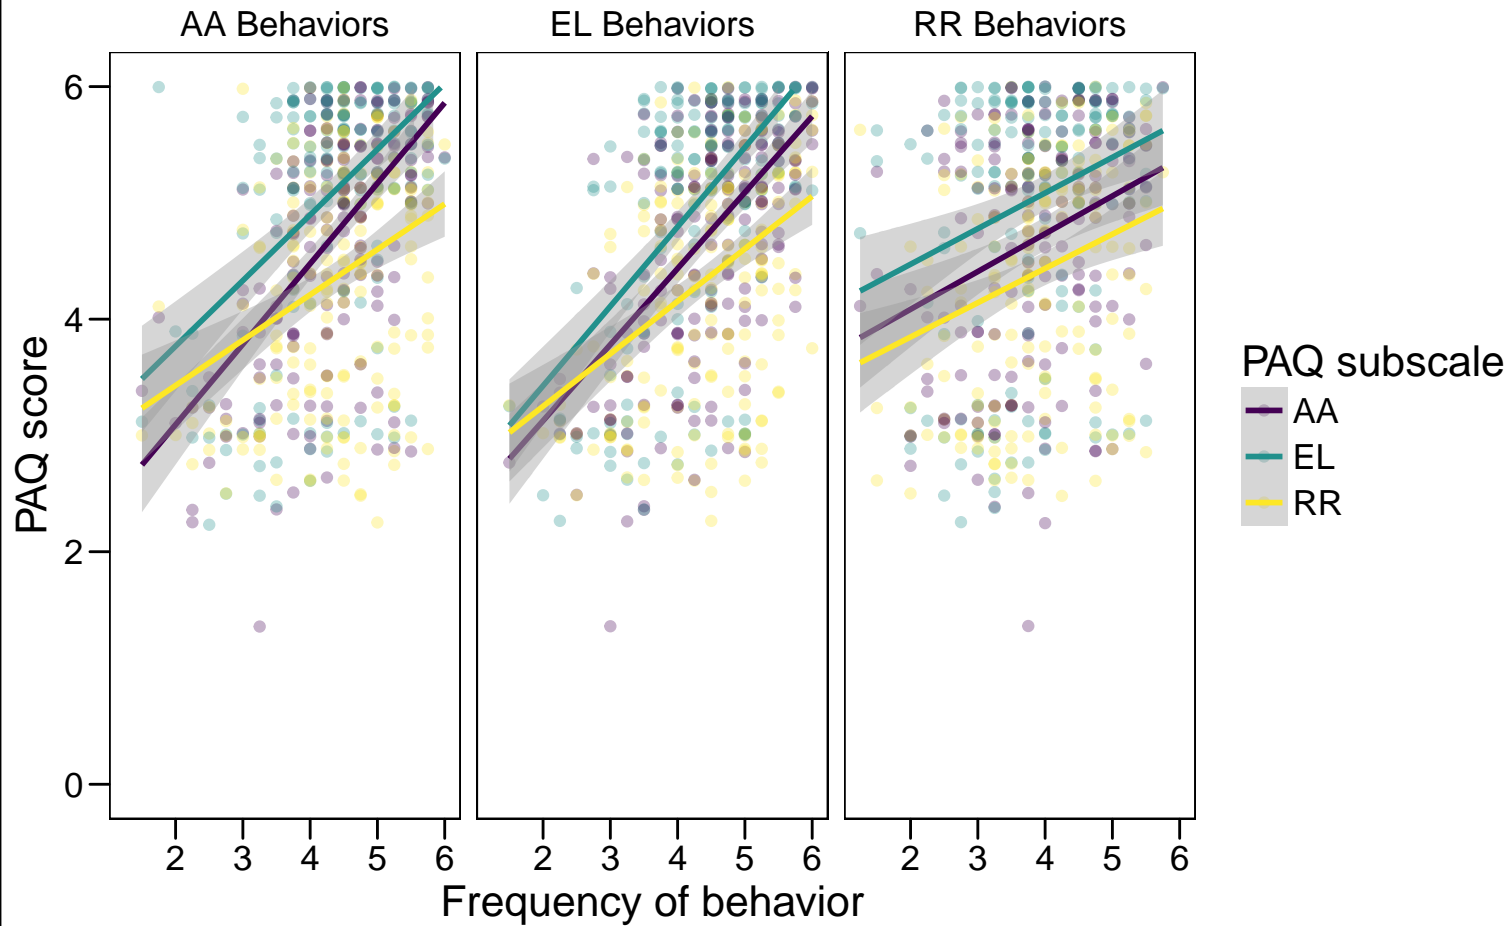 AA Behaviors EL Behaviors RR Behaviors
PAQ score
6
4
2
0
2 3 4 5 6 2 3 4 5 6 2 3 4 5 6
Frequency of behavior
PAQ subscale
AA
EL
RR